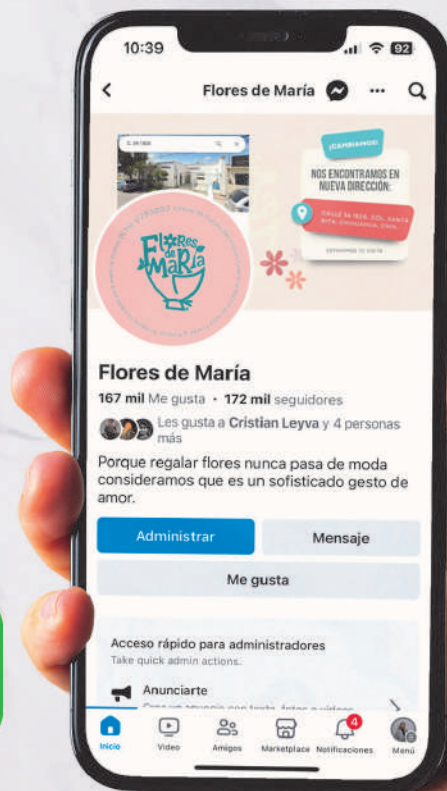 10:39
92
Flores de María
C. 34 1828
¡CAMBIAMOS!
NOS ENCONTRAMOS EN
NUEVA DIRECCIÓN:
Flores
de
María
Flores de María
167 mil Me gusta • 172 mil seguidores
Les gusta a Cristian Leyva y 4 personas
más
Porque regalar flores nunca pasa de moda
consideramos que es un sofisticado gesto de
amor.
Administrar
Mensaje
Me gusta
Acceso rápido para administradores
Take quick admin actions.
Anunciarte
4
Inicio
Video
Amigos
Marketplace
Notificaciones
Menú